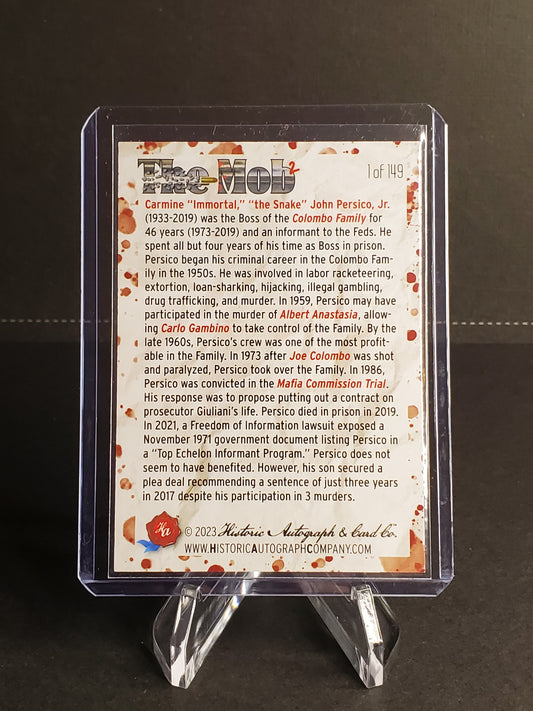 The Mob²
1 of 149
Carmine "Immortal," "the Snake" John Persico, Jr.
(1933-2019) was the Boss of the Colombo Family for
46 years (1973-2019) and an informant to the Feds. He
spent all but four years of his time as Boss in prison.
Persico began his criminal career in the Colombo Fam-
ily in the 1950s. He was involved in labor racketeering,
extortion, loan-sharking, hijacking, illegal gambling,
drug trafficking, and murder. In 1959, Persico may have
participated in the murder of Albert Anastasia, allow-
ing Carlo Gambino to take control of the Family. By the
late 1960s, Persico's crew was one of the most profit-
able in the Family. In 1973 after Joe Colombo was shot
and paralyzed, Persico took over the Family. In 1986,
Persico was convicted in the Mafia Commission Trial.
His response was to propose putting out a contract on
prosecutor Giuliani's life. Persico died in prison in 2019.
In 2021, a Freedom of Information lawsuit exposed a
November 1971 government document listing Persico in
a "Top Echelon Informant Program." Persico does not
seem to have benefited. However, his son secured a
plea deal recommending a sentence of just three years
in 2017 despite his participation in 3 murders.
Ha
© 2023 Historic Autograph & Card Co.
WWW.HISTORICAUTOGRAPHCOMPANY.COM